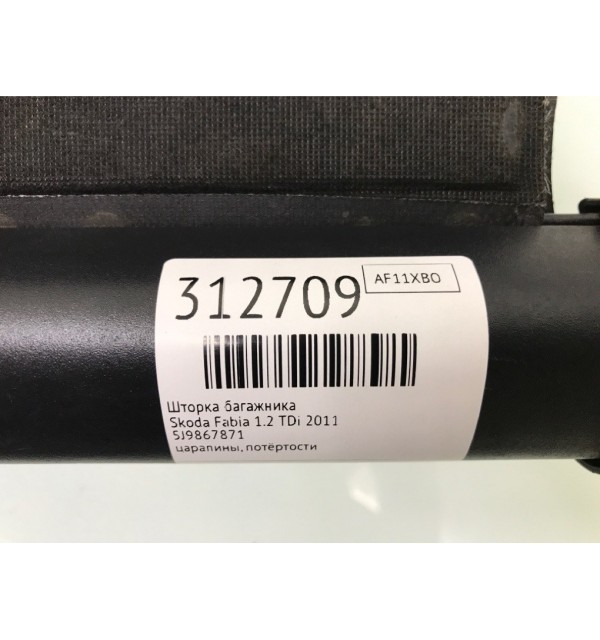 312709
AF11XBO
Шторка багажника
Skoda Fabia 1.2 TDi 2011
5J9867871
царапины, потёртости